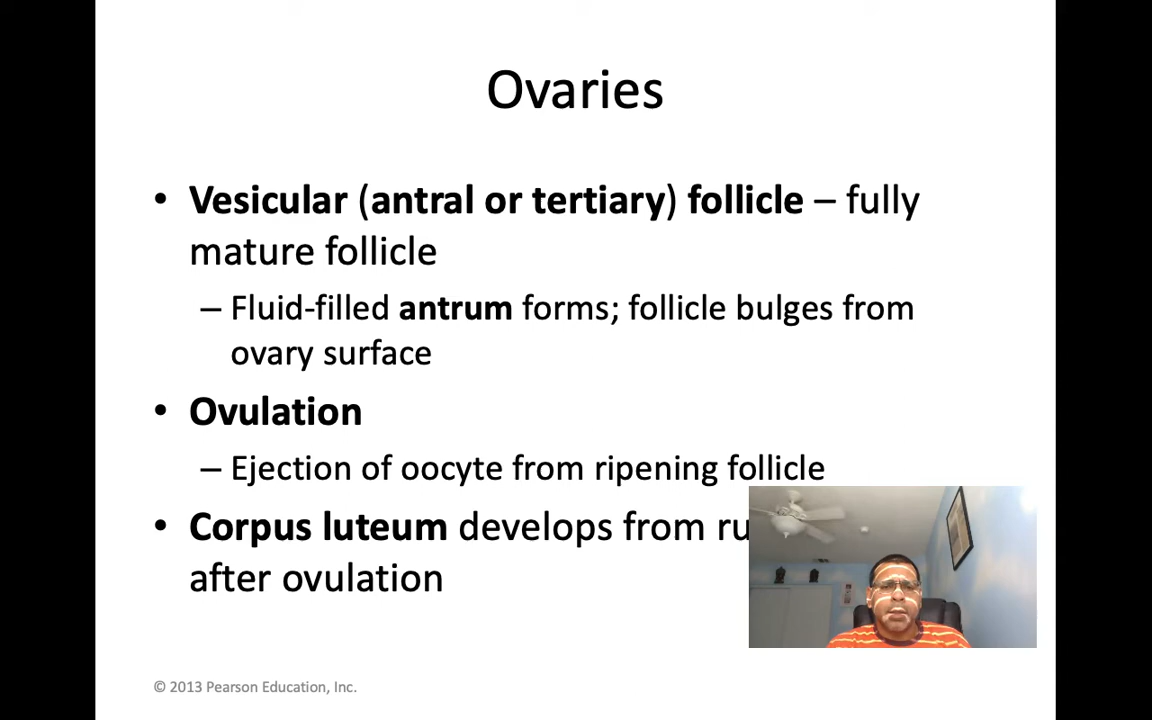 Ovaries
• Vesicular (antral or tertiary) follicle – fully
mature follicle
– Fluid-filled antrum forms; follicle bulges from
ovary surface
• Ovulation
– Ejection of oocyte from ripening follicle
• Corpus luteum develops from
after ovulation
© 2013 Pearson Education, Inc.